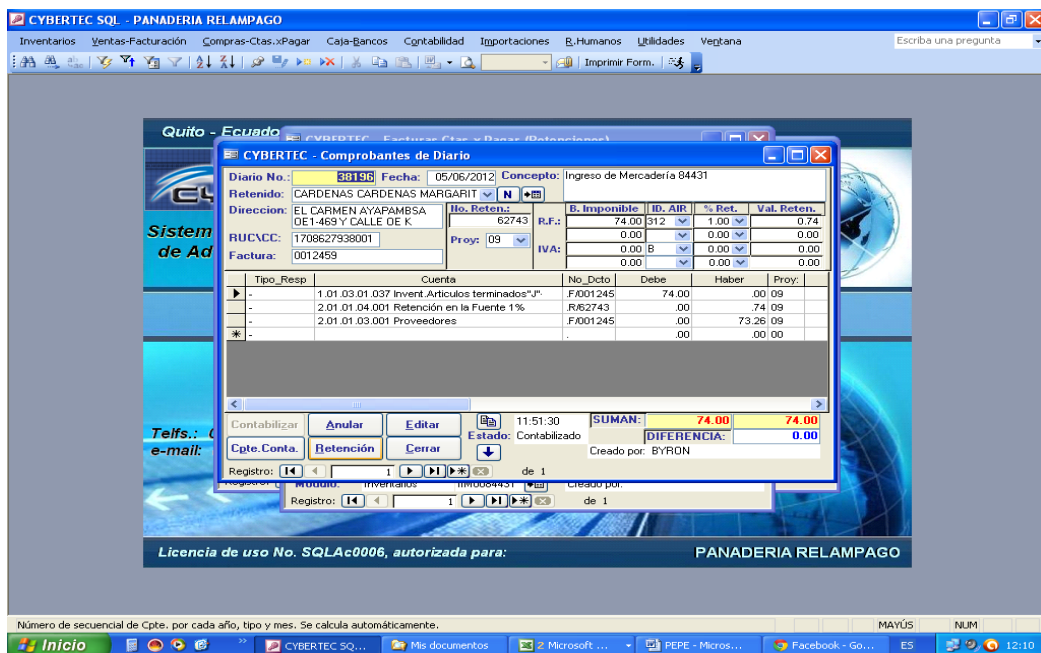 CYBERTEC SQL - PANADERIA RELAMPAGO
Inventarios Ventas-Facturación Compras-Ctas.xPagar Caja-Bancos Contabilidad Importaciones R.Humanos Utilidades Ventana Escriba una pregunta
Imprimir Form.
Quito - Ecuado
CYBERTEC - Facturas Ctas x Pagar (Retenciones)
CYBERTEC - Comprobantes de Diario
Diario No.: 38196 Fecha: 05/06/2012 Concepto: Ingreso de Mercadería 84431
Retenido: CARDENAS CARDENAS MARGARIT N
Direccion: EL CARMEN AYAPAMBSA No. Reten.: B. Imponible ID. AIR % Ret. Val. Reten.
OE1-469 Y CALLE OE K 62743 R.F.: 74.00 312 1.00 0.74
RUC\CC: 1708627938001 Proy: 09 0.00 0.00 0.00
IVA: 0.00 B 0.00 0.00
Factura: 0012459 0.00 0.00 0.00
Tipo_Resp Cuenta No_Dcto Debe Haber Proy:
- 1.01.03.01.037 Invent.Articulos terminados"J"· .F/001245 74.00 .00 09
- 2.01.01.04.001 Retención en la Fuente 1% .R/62743 .00 .74 09
- 2.01.01.03.001 Proveedores .F/001245 .00 73.26 09
- . .00 .00 00
Contabilizar Anular Editar 11:51:30 SUMAN: 74.00 74.00
Estado: Contabilizado DIFERENCIA: 0.00
Cpte.Conta. Retención Cerrar Creado por: BYRON
Registro: 1 de 1
Modulo: Inventarios IIM0084431 Creado por:
Registro: 1 de 1
Sistem
de Ad
Telfs.:
e-mail:
Licencia de uso No. SQLAc0006, autorizada para: PANADERIA RELAMPAGO
Número de secuencial de Cpte. por cada año, tipo y mes. Se calcula automáticamente. MAYÚS NUM
Inicio CYBERTEC SQ... Mis documentos 2 Microsoft ... PEPE - Micros... Facebook - Go... ES 12:10